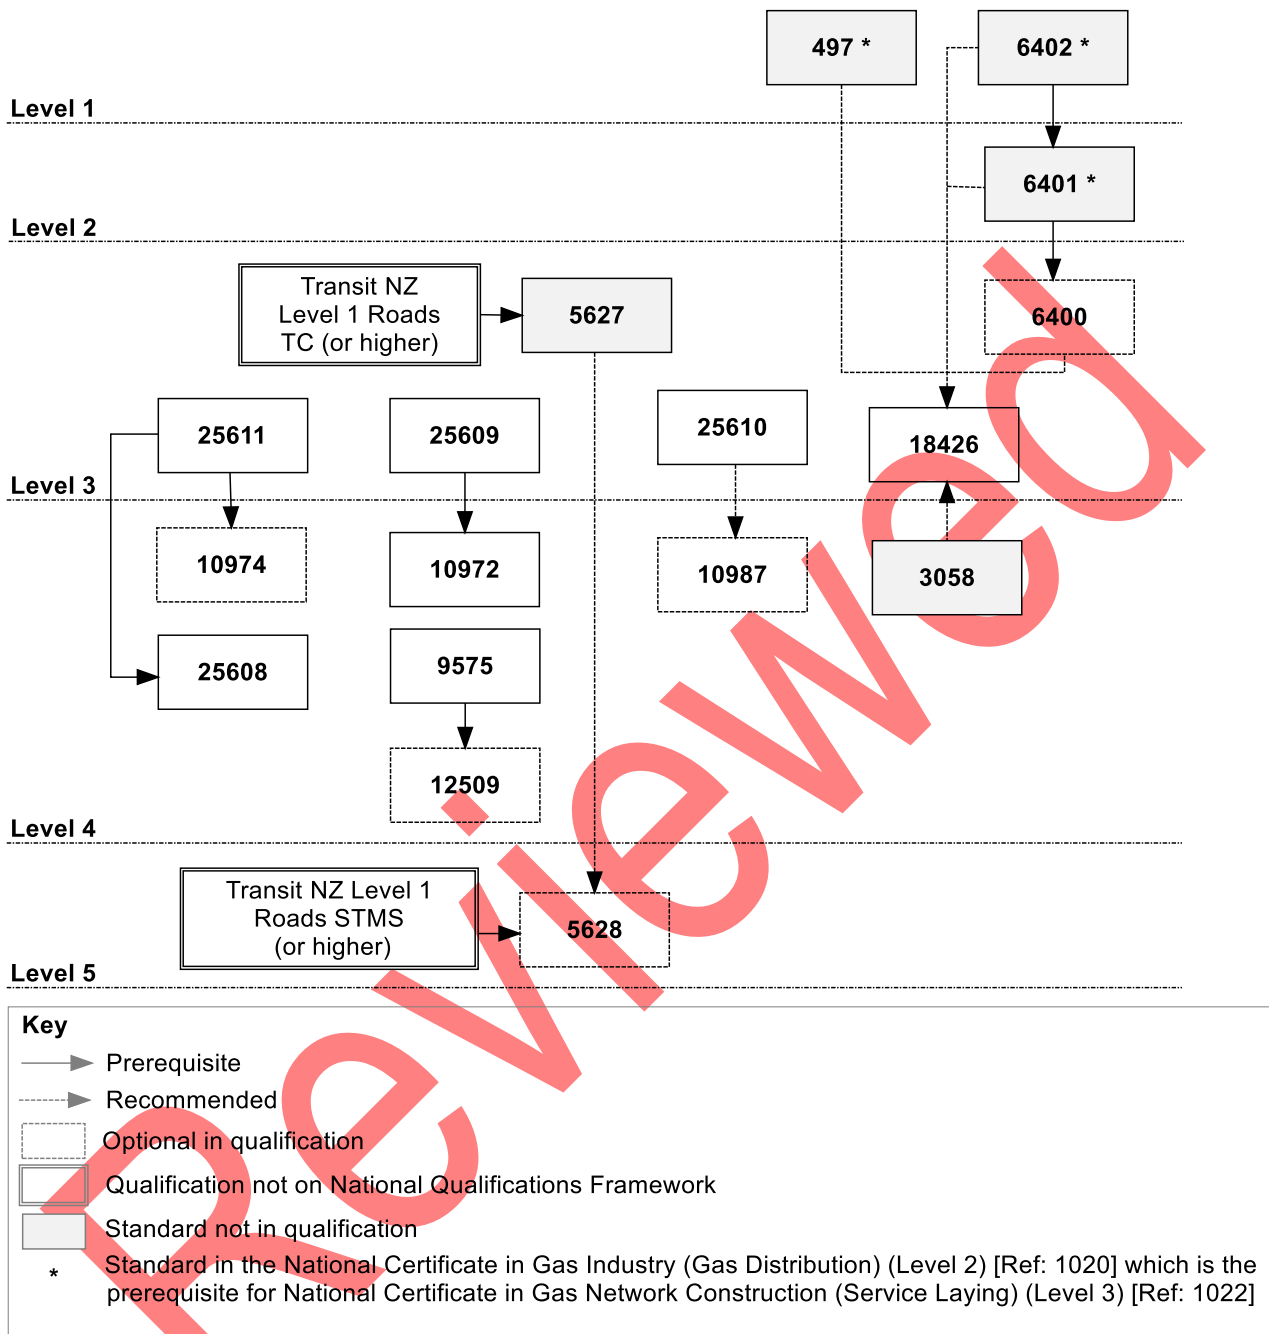 497 *
6402 *
Level 1
6401 *
Level 2
Transit NZ
Level 1 Roads
TC (or higher)
5627
6400
25611
25609
25610
18426
Level 3
10974
10972
10987
3058
25608
9575
12509
Level 4
Transit NZ Level 1
Roads STMS
(or higher)
5628
Level 5
Key
Prerequisite
Recommended
Optional in qualification
Qualification not on National Qualifications Framework
Standard not in qualification
* Standard in the National Certificate in Gas Industry (Gas Distribution) (Level 2) [Ref: 1020] which is the
prerequisite for National Certificate in Gas Network Construction (Service Laying) (Level 3) [Ref: 1022]
Reviewed